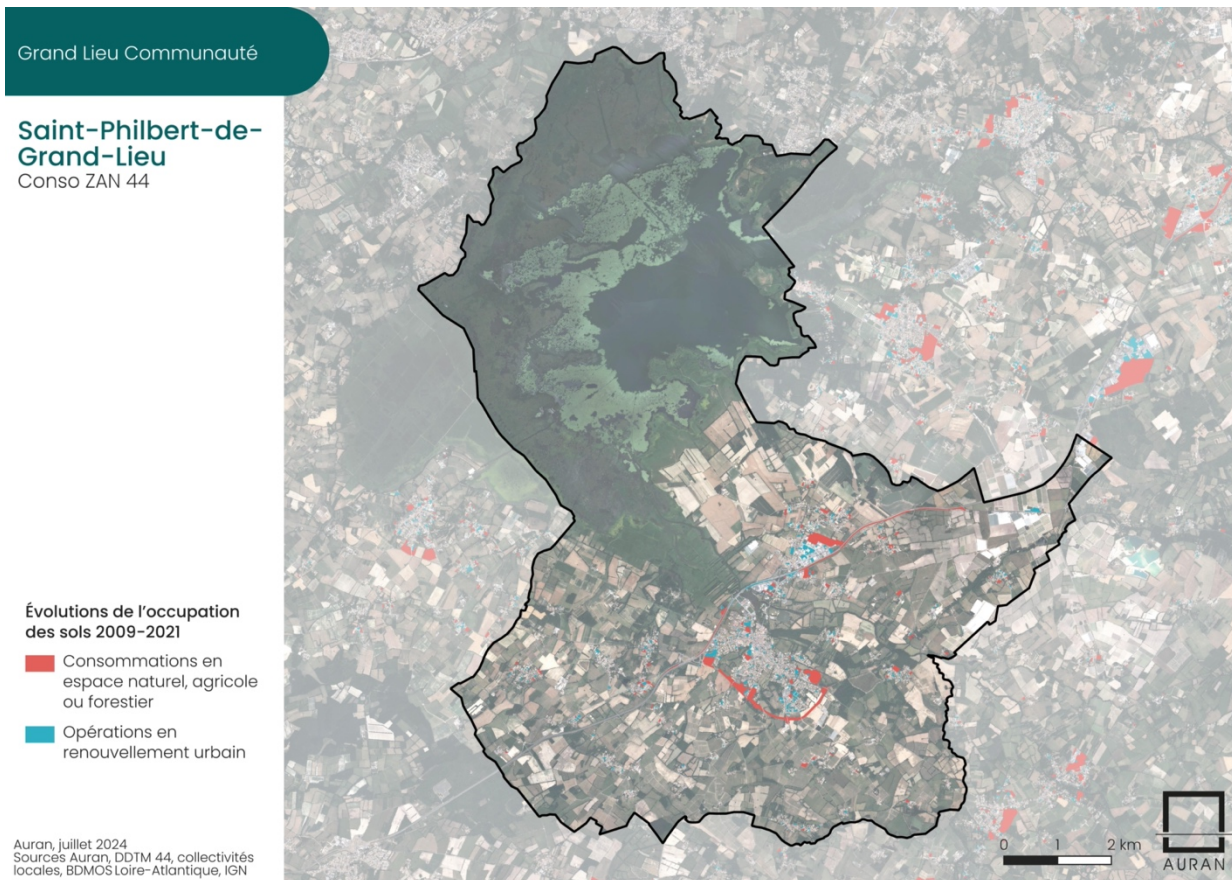 Grand Lieu Communauté
Saint-Philbert-de-
Grand-Lieu
Conso ZAN 44
Évolutions de l'occupation
des sols 2009-2021
Consommations en
espace naturel, agricole
ou forestier
Opérations en
renouvellement urbain
Auran, juillet 2024
Sources Auran, DDTM 44, collectivités
locales, BDMOS Loire-Atlantique, IGN
0 1 2 km
AURAN